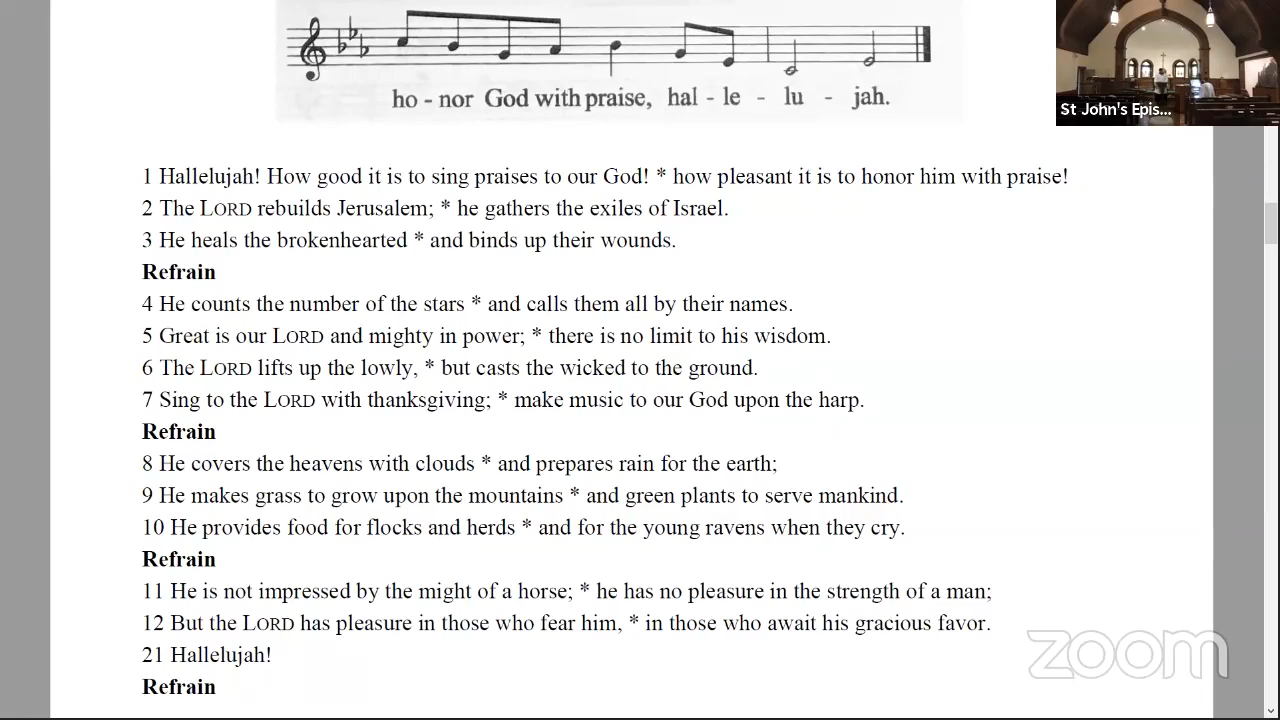 ho - nor God with praise, hal - le - lu - jah.
St John's Epis...
1 Hallelujah! How good it is to sing praises to our God! * how pleasant it is to honor him with praise!
2 The LORD rebuilds Jerusalem; * he gathers the exiles of Israel.
3 He heals the brokenhearted * and binds up their wounds.
Refrain
4 He counts the number of the stars * and calls them all by their names.
5 Great is our LORD and mighty in power; * there is no limit to his wisdom.
6 The LORD lifts up the lowly, * but casts the wicked to the ground.
7 Sing to the LORD with thanksgiving; * make music to our God upon the harp.
Refrain
8 He covers the heavens with clouds * and prepares rain for the earth;
9 He makes grass to grow upon the mountains * and green plants to serve mankind.
10 He provides food for flocks and herds * and for the young ravens when they cry.
Refrain
11 He is not impressed by the might of a horse; * he has no pleasure in the strength of a man;
12 But the LORD has pleasure in those who fear him, * in those who await his gracious favor.
21 Hallelujah!
Refrain
zoom